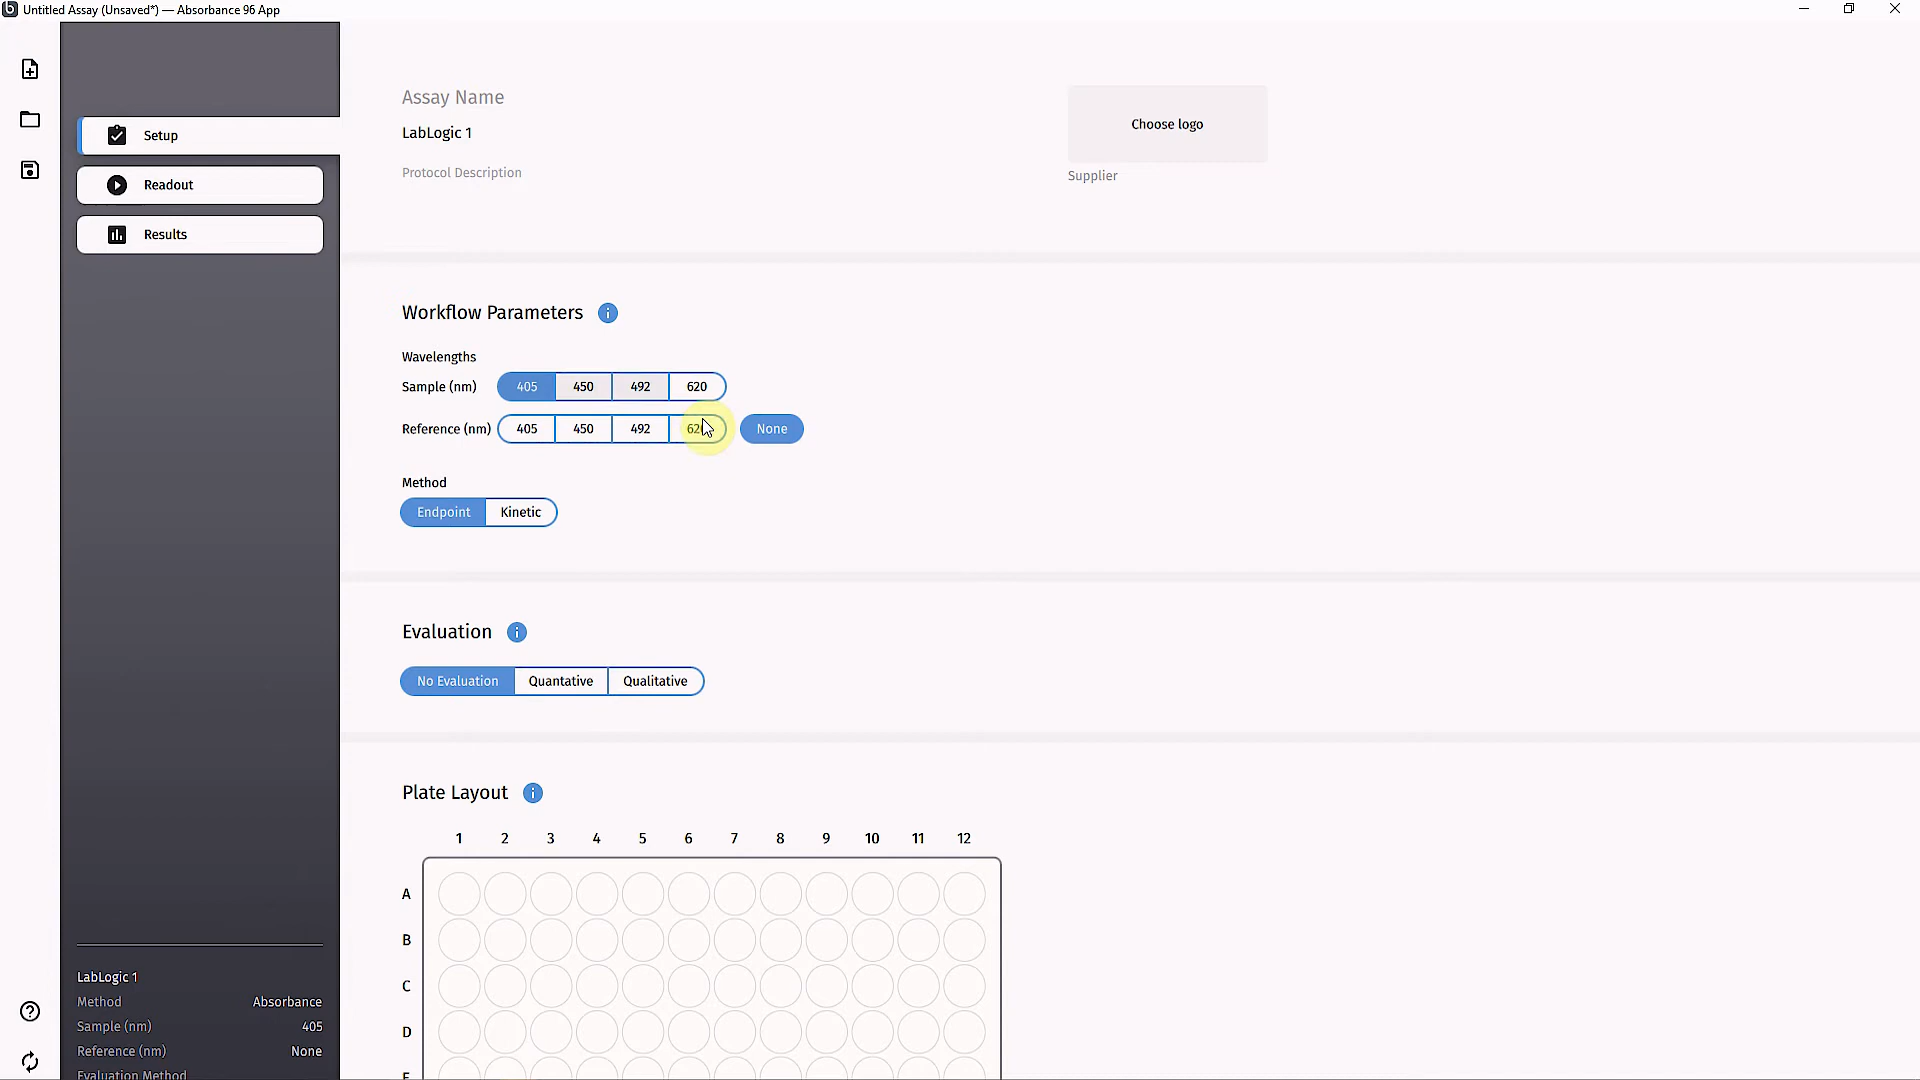 Untitled Assay (Unsaved*) — Absorbance 96 App
Setup
Readout
Results
Assay Name
LabLogic 1
Protocol Description
Choose logo
Supplier
Workflow Parameters
Wavelengths
Sample (nm) 405 450 492 620
Reference (nm) 405 450 492 620 None
Method
Endpoint Kinetic
Evaluation
No Evaluation Quantative Qualitative
Plate Layout
1 2 3 4 5 6 7 8 9 10 11 12
A
B
C
D
E
LabLogic 1
Method Absorbance
Sample (nm) 405
Reference (nm) None
Evaluation Method